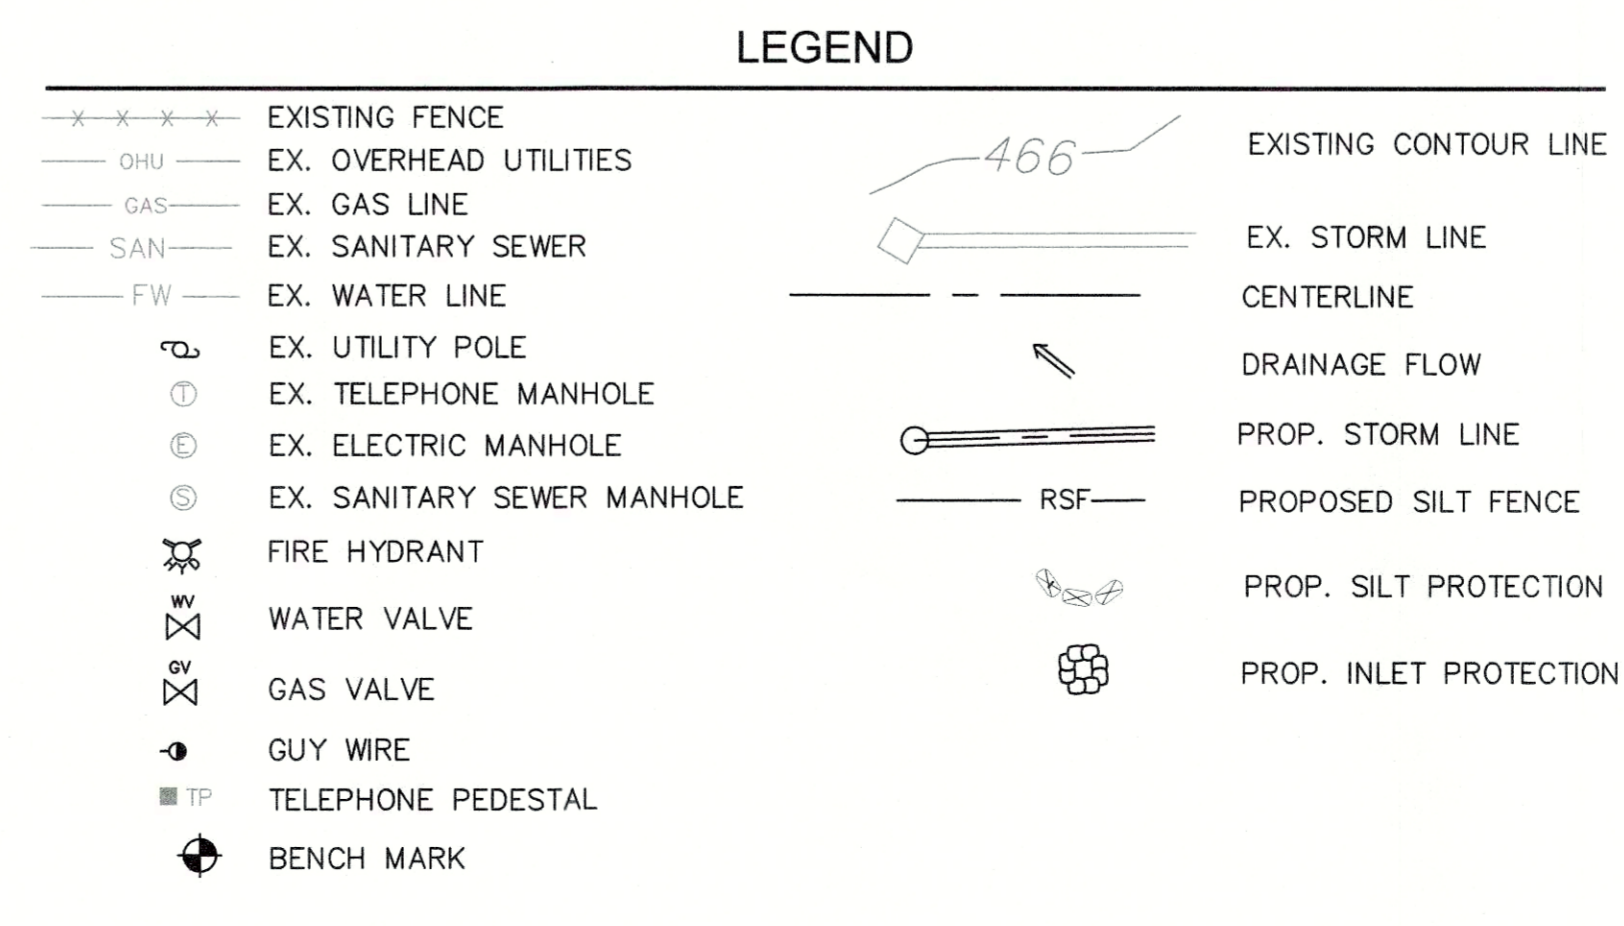 LEGEND
X X X X EXISTING FENCE
OHU EX. OVERHEAD UTILITIES
GAS EX. GAS LINE
SAN EX. SANITARY SEWER
FW EX. WATER LINE
EX. UTILITY POLE
T EX. TELEPHONE MANHOLE
E EX. ELECTRIC MANHOLE
S EX. SANITARY SEWER MANHOLE
FIRE HYDRANT
WV
WATER VALVE
GV
GAS VALVE
GUY WIRE
TP TELEPHONE PEDESTAL
BENCH MARK
466 EXISTING CONTOUR LINE
EX. STORM LINE
CENTERLINE
DRAINAGE FLOW
PROP. STORM LINE
RSF PROPOSED SILT FENCE
PROP. SILT PROTECTION
PROP. INLET PROTECTION